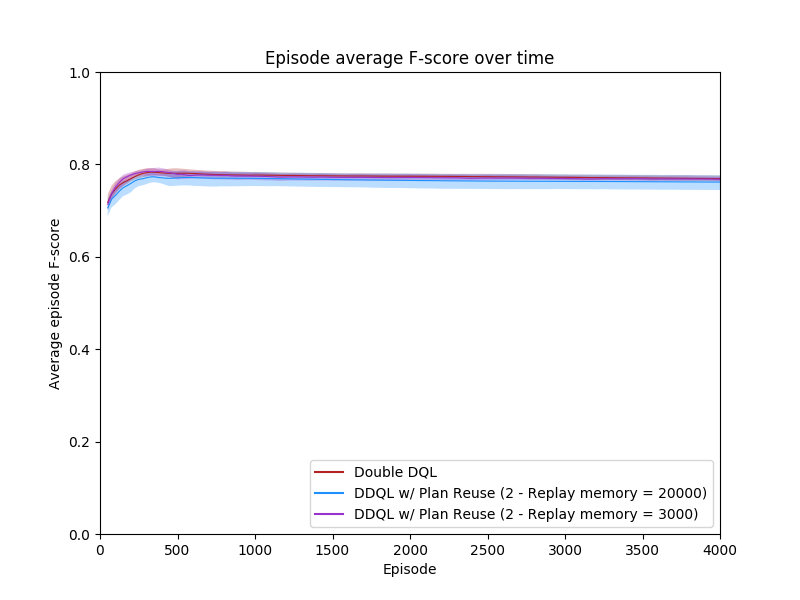 Episode average F-score over time
Average episode F-score
1.0
0.8
0.6
0.4
0.2
0.0
0 500 1000 1500 2000 2500 3000 3500 4000
Episode
Double DQL
DDQL w/ Plan Reuse (2 - Replay memory = 20000)
DDQL w/ Plan Reuse (2 - Replay memory = 3000)